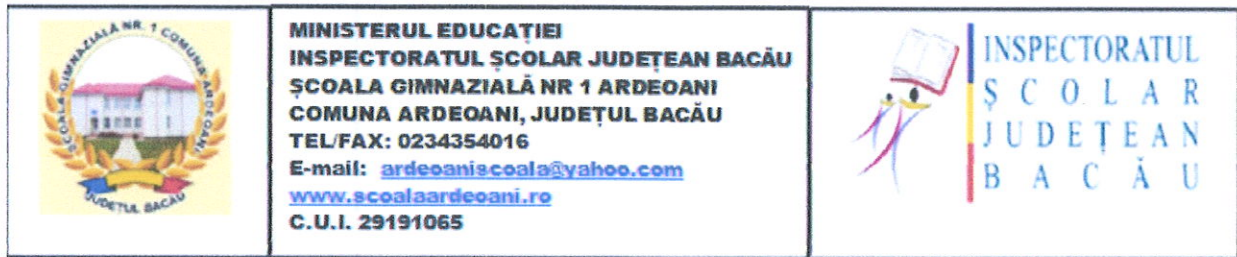 ȘCOALA GIMNAZIALĂ NR. 1 COMUNA ARDEOANI
JUDEȚUL BACĂU
MINISTERUL EDUCAȚIEI
INSPECTORATUL ȘCOLAR JUDEȚEAN BACĂU
ȘCOALA GIMNAZIALĂ NR 1 ARDEOANI
COMUNA ARDEOANI, JUDEȚUL BACĂU
TEL/FAX: 0234354016
E-mail: ardeoaniscoala@yahoo.com
www.scoalaardeoani.ro
C.U.I. 29191065
INSPECTORATUL
ȘCOLAR
JUDEȚEAN
BACĂU